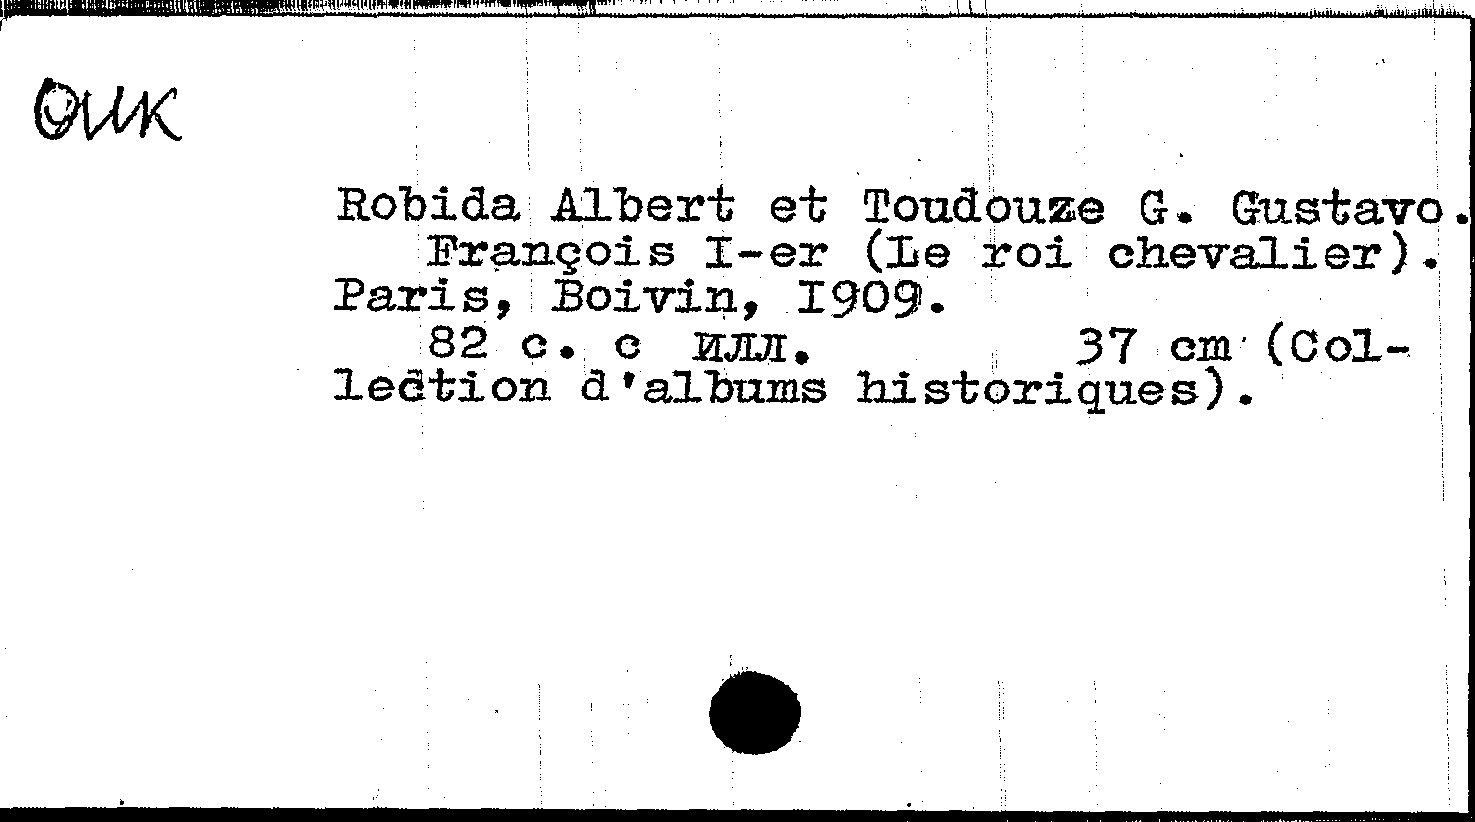 ОИК
Robida Albert et Toudouze G. Gustavo.
François I-er (Le roi chevalier).
Paris, Boivin, I909.
82 с. с илл. 37 cm (Col-
lection d'albums historiques).